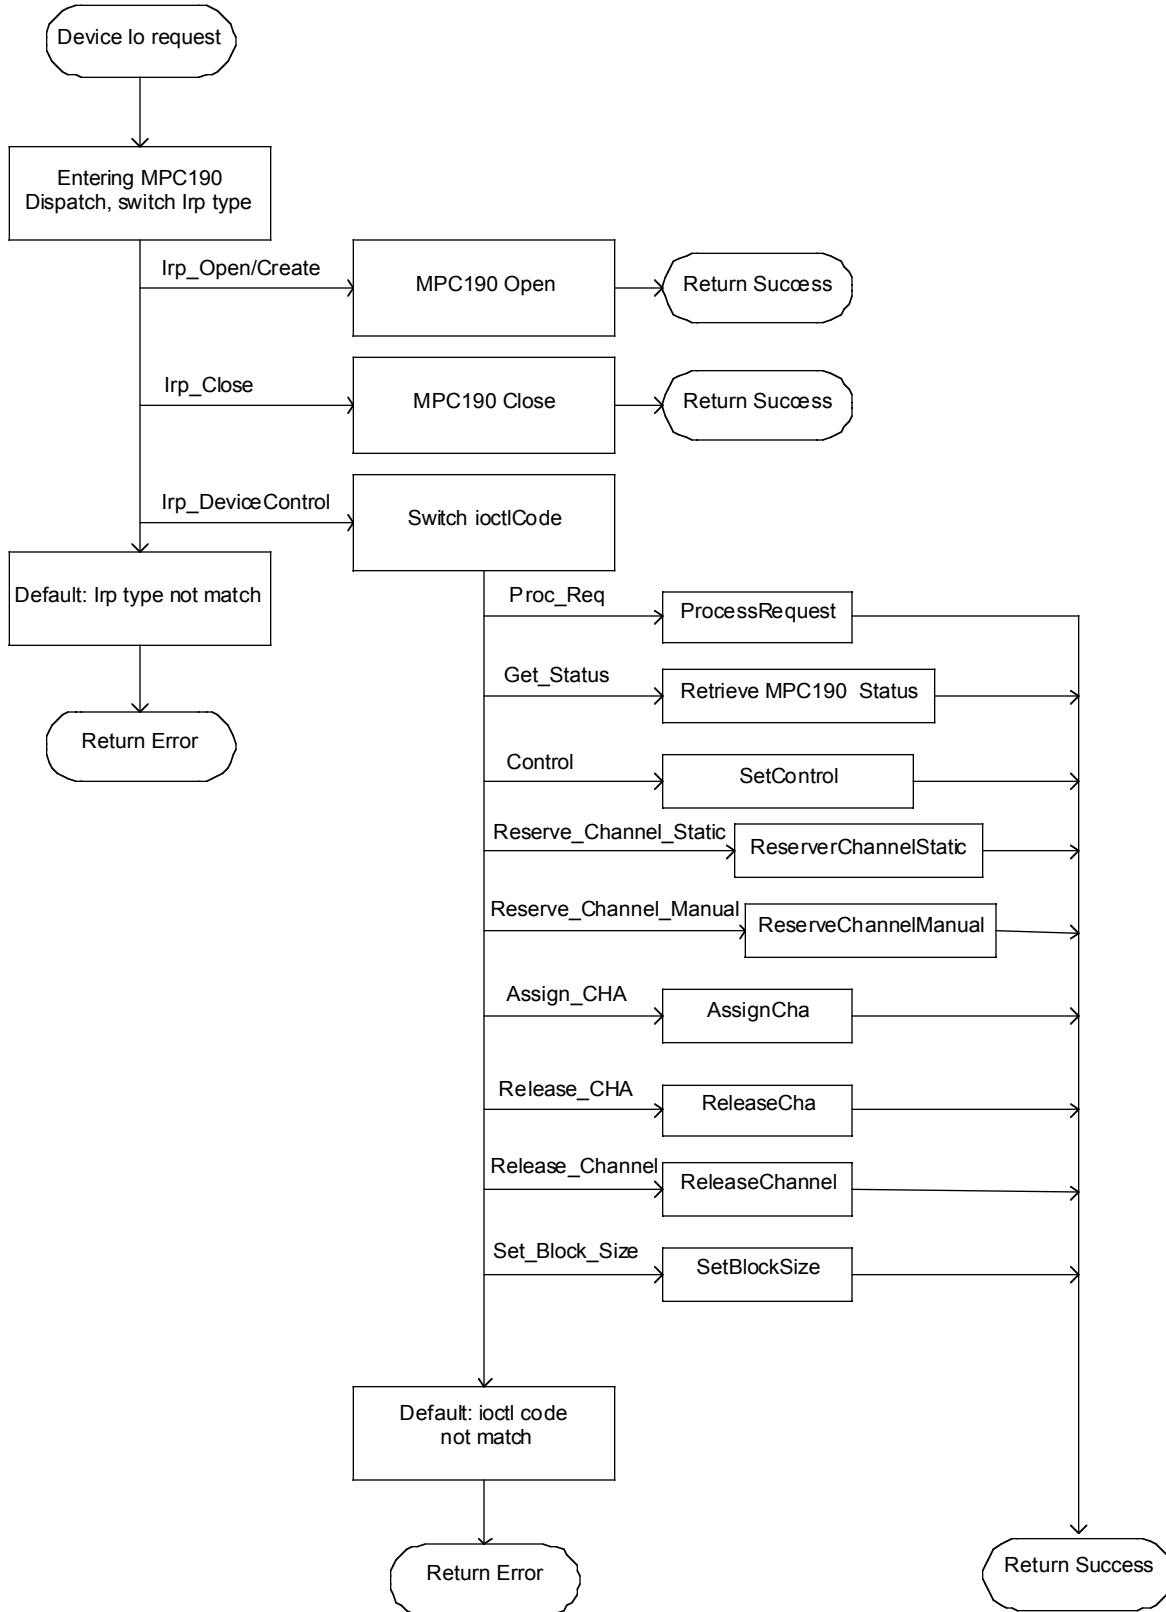 Device Io request
Entering MPC190
Dispatch, switch Irp type
Irp_Open/Create
MPC190 Open
Return Success
Irp_Close
MPC190 Close
Return Success
Irp_DeviceControl
Switch ioctlCode
Default: Irp type not match
Return Error
Proc_Req
ProcessRequest
Get_Status
Retrieve MPC190 Status
Control
SetControl
Reserve_Channel_Static
ReserverChannelStatic
Reserve_Channel_Manual
ReserveChannelManual
Assign_CHA
AssignCha
Release_CHA
ReleaseCha
Release_Channel
ReleaseChannel
Set_Block_Size
SetBlockSize
Default: ioctl code
not match
Return Error
Return Success